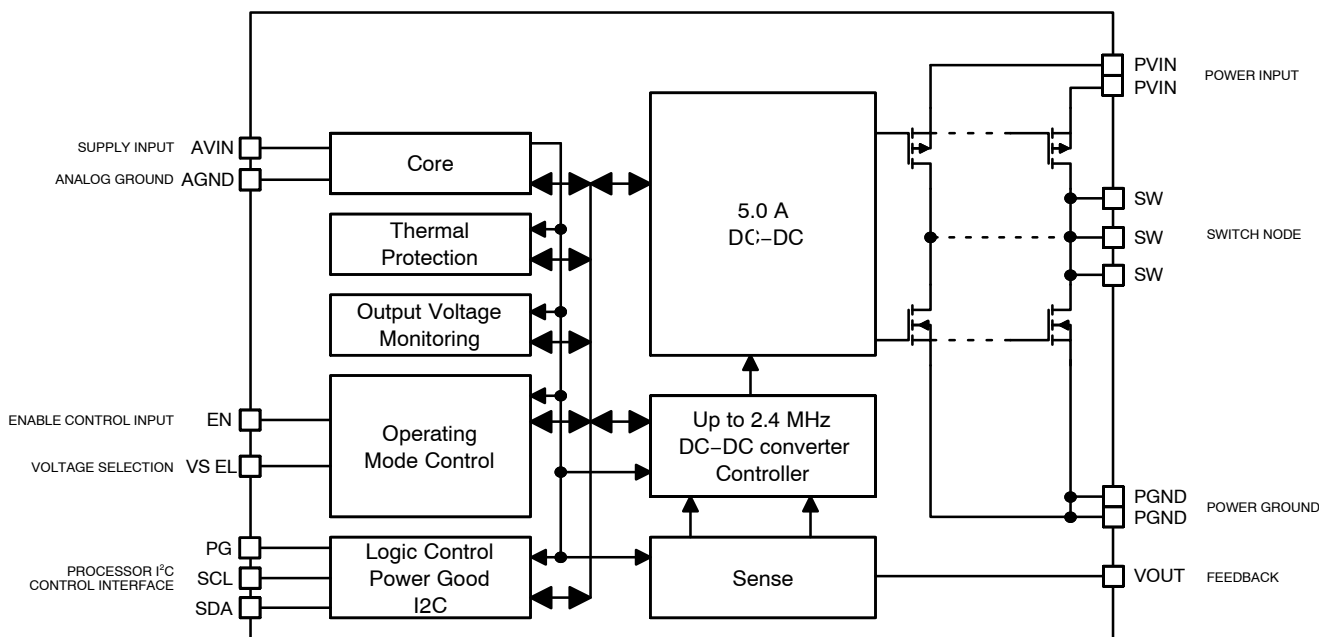 PVIN
POWER INPUT
PVIN
SUPPLY INPUT AVIN
Core
ANALOG GROUND AGND
5.0 A
DC−DC
SW
SW
SWITCH NODE
SW
Thermal
Protection
Output Voltage
Monitoring
ENABLE CONTROL INPUT EN
Operating
Mode Control
VOLTAGE SELECTION VS EL
Up to 2.4 MHz
DC−DC converter
Controller
PGND
POWER GROUND
PGND
PG
PROCESSOR I²C
CONTROL INTERFACE
SCL
SDA
Logic Control
Power Good
I2C
Sense
VOUT FEEDBACK